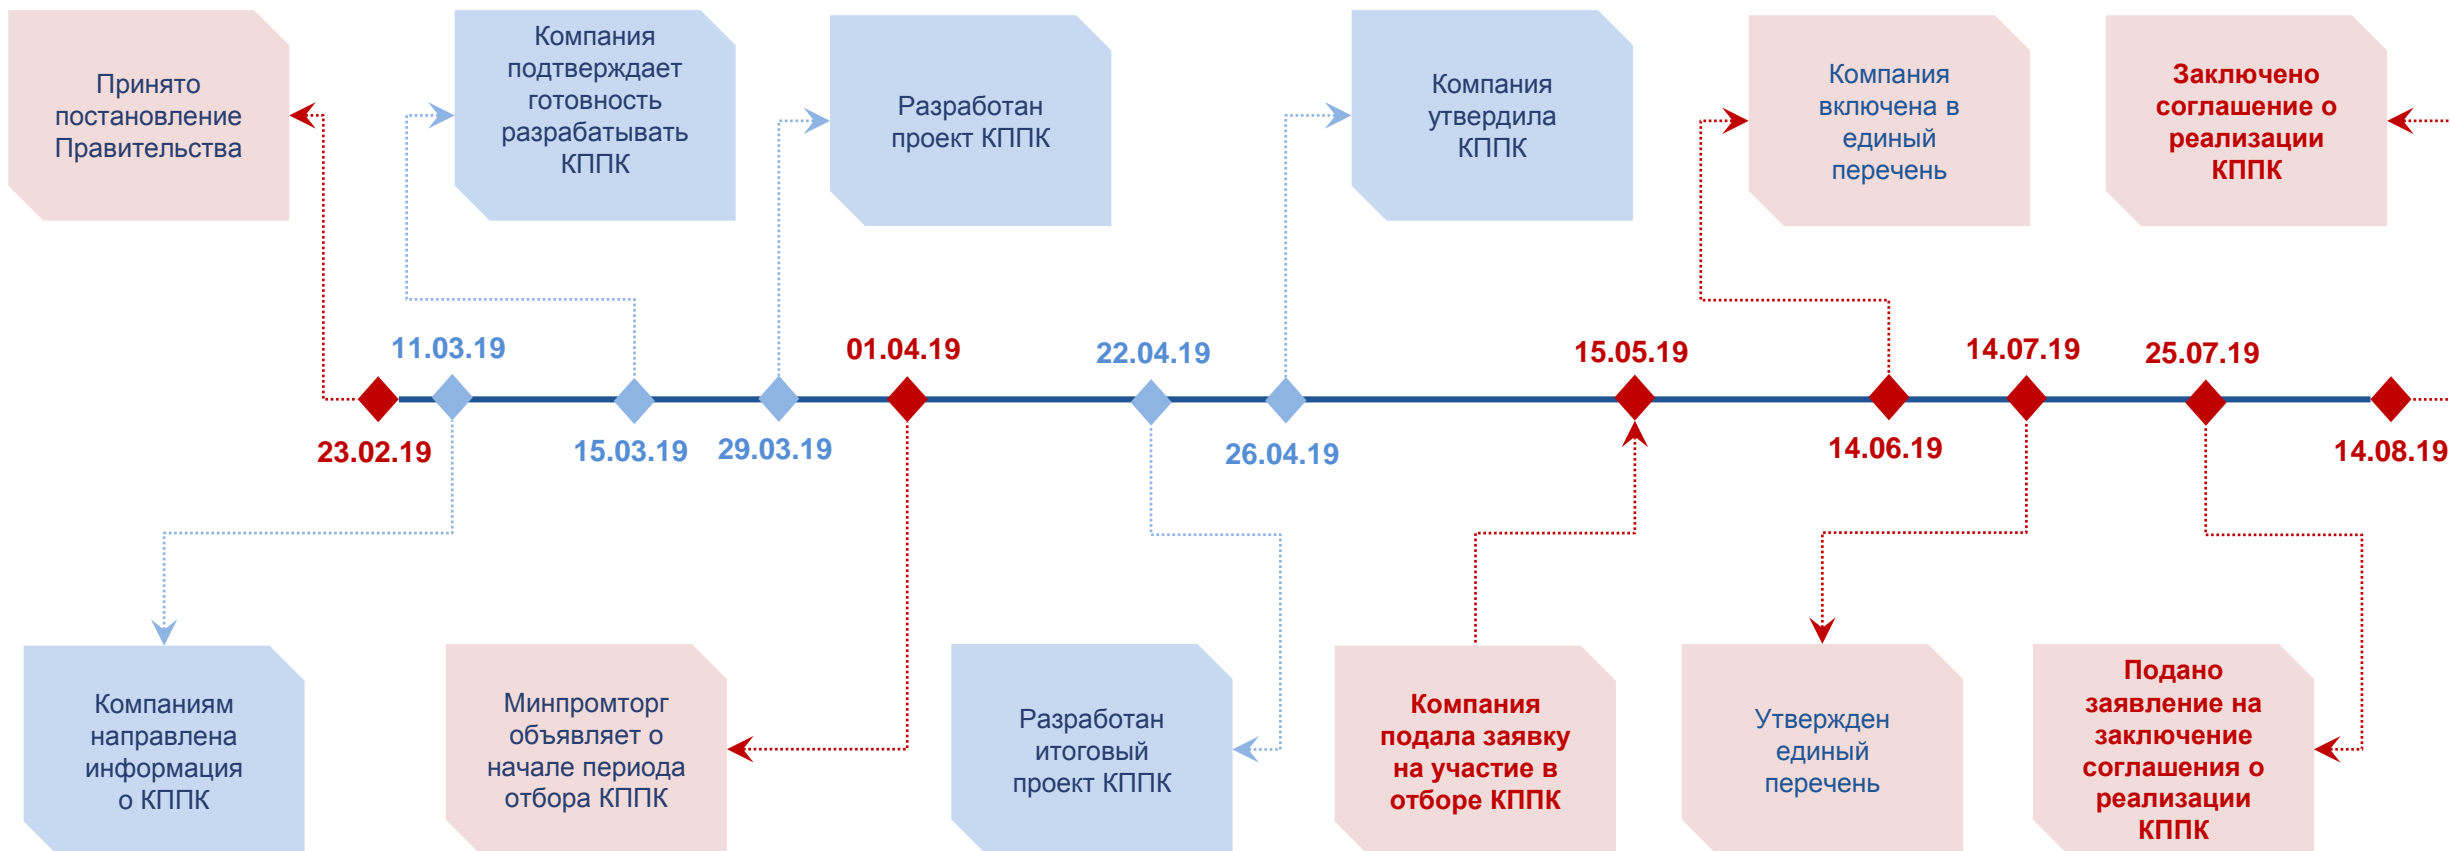 Принято
постановление
Правительства
Компания
подтверждает
готовность
разрабатывать
КППК
Разработан
проект КППК
Компания
утвердила
КППК
Компания
включена в
единый
перечень
Заключено
соглашение о
реализации
КППК
11.03.19
01.04.19
22.04.19
15.05.19
14.07.19
25.07.19
23.02.19
15.03.19
29.03.19
26.04.19
14.06.19
14.08.19
Компаниям
направлена
информация
о КППК
Минпромторг
объявляет о
начале периода
отбора КППК
Разработан
итоговый
проект КППК
Компания
подала заявку
на участие в
отборе КППК
Утвержден
единый
перечень
Подано
заявление на
заключение
соглашения о
реализации
КППК